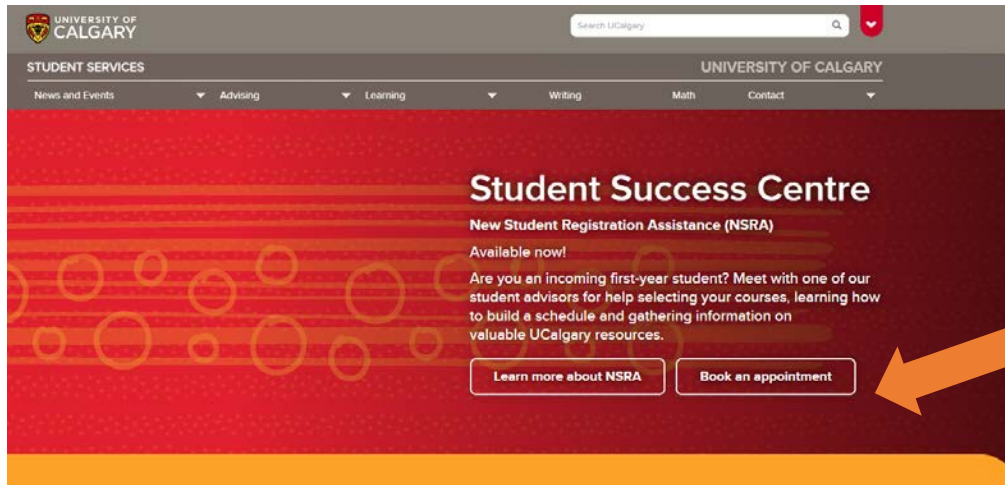 UNIVERSITY OF
CALGARY
Search UCalgary
STUDENT SERVICES
UNIVERSITY OF CALGARY
News and Events
Advising
Learning
Writing
Math
Contact
Student Success Centre
New Student Registration Assistance (NSRA)
Available now!
Are you an incoming first-year student? Meet with one of our
student advisors for help selecting your courses, learning how
to build a schedule and gathering information on
valuable UCalgary resources.
Learn more about NSRA
Book an appointment